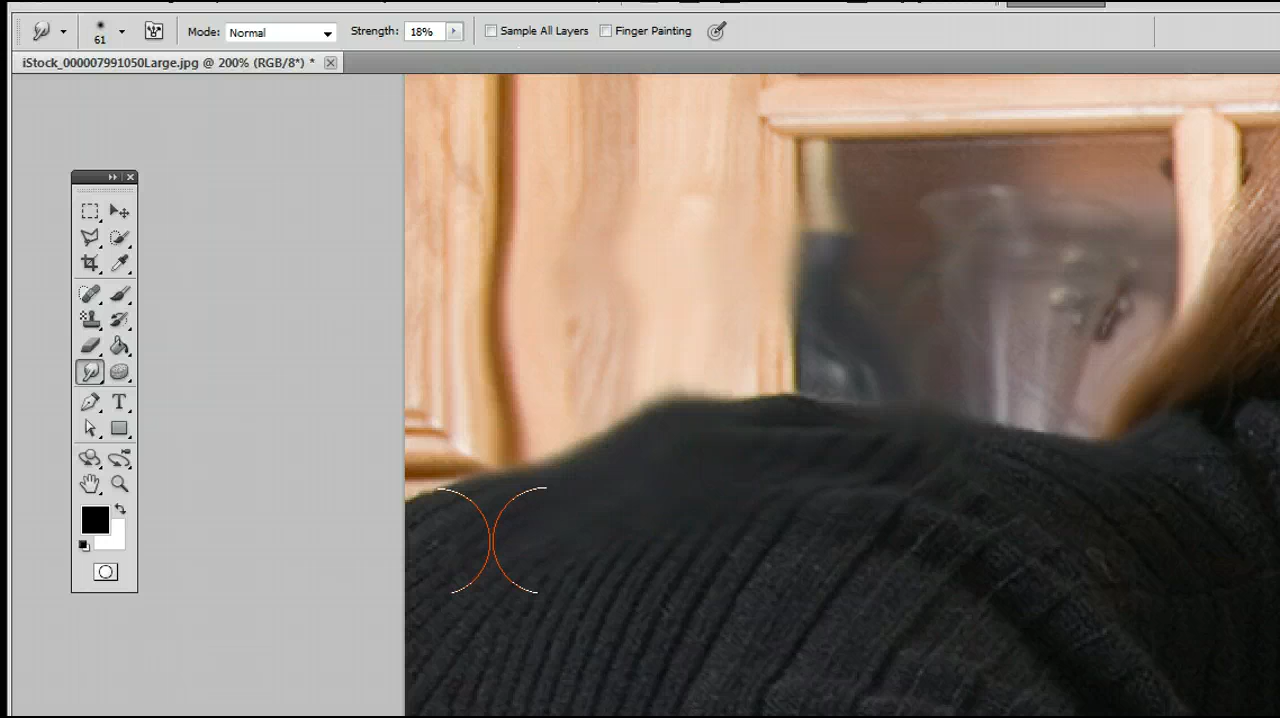 61 Mode: Normal Strength: 18% Sample All Layers Finger Painting
iStock_000007991050Large.jpg @ 200% (RGB/8*) *
T